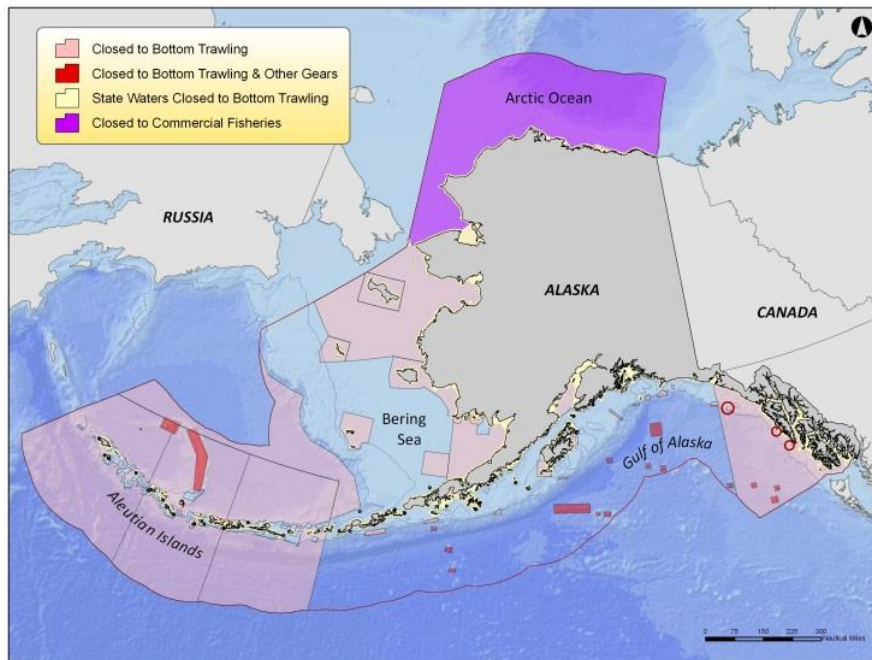 Closed to Bottom Trawling
Closed to Bottom Trawling & Other Gears
State Waters Closed to Bottom Trawling
Closed to Commercial Fisheries
Arctic Ocean
RUSSIA
ALASKA
CANADA
Bering
Sea
Gulf of Alaska
Aleutian Islands
0 75 150 225 300
Nautical Miles